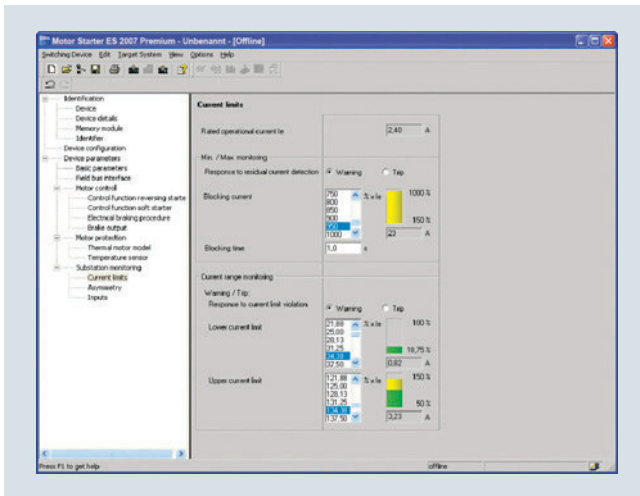 Motor Starter ES 2007 Premium - Unbenannt - [Offline]
Switching Device Edit Target System View Options Help
Identification
Device
Device details
Memory module
Identifier
Device configuration
Device parameters
Basic parameters
Field bus interface
Motor control
Control function reversing starte
Control function soft starter
Electrical braking procedure
Brake output
Motor protection
Thermal motor model
Temperature sensor
Substation monitoring
Current limits
Asymmetry
Inputs
Current limits
Rated operational current Ie 2,40 A
Min. / Max. monitoring
Response to residual current detection Warning Trip
Blocking current
750
800
850
900
950
1000
% x Ie
1000 %
150 %
23 A
Blocking time 1,0 s
Current range monitoring
Warning / Trip:
Response to current limit violation Warning Trip
Lower current limit
21,88
25,00
28,13
31,25
34,38
37,50
% x Ie
100 %
18,75 %
0,82 A
Upper current limit
121,88
125,00
128,13
131,25
134,38
137,50
% x Ie
150 %
50 %
3,23 A
Press F1 to get help
offline